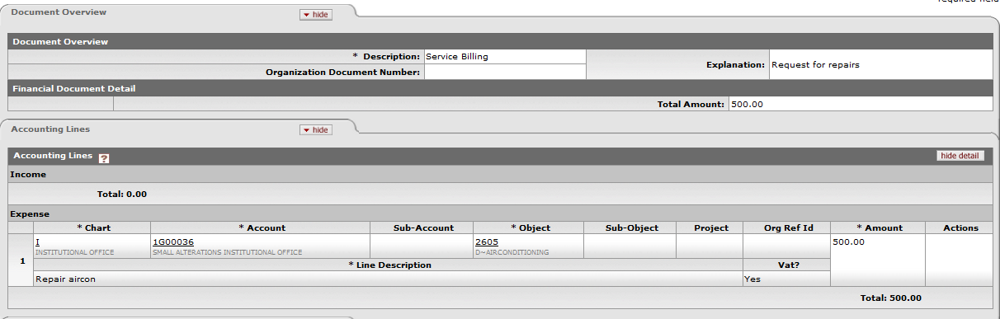 required field
Document Overview hide
Document Overview
* Description: Service Billing Explanation: Request for repairs
Organization Document Number:
Financial Document Detail
Total Amount: 500.00
Accounting Lines hide
Accounting Lines ? hide detail
Income
Total: 0.00
Expense
* Chart * Account Sub-Account * Object Sub-Object Project Org Ref Id * Amount Actions
1 I 1G00036 2605 500.00
INSTITUTIONAL OFFICE SMALL ALTERATIONS INSTITUTIONAL OFFICE D~AIRCONDITIONING
* Line Description Vat?
Repair aircon Yes
Total: 500.00